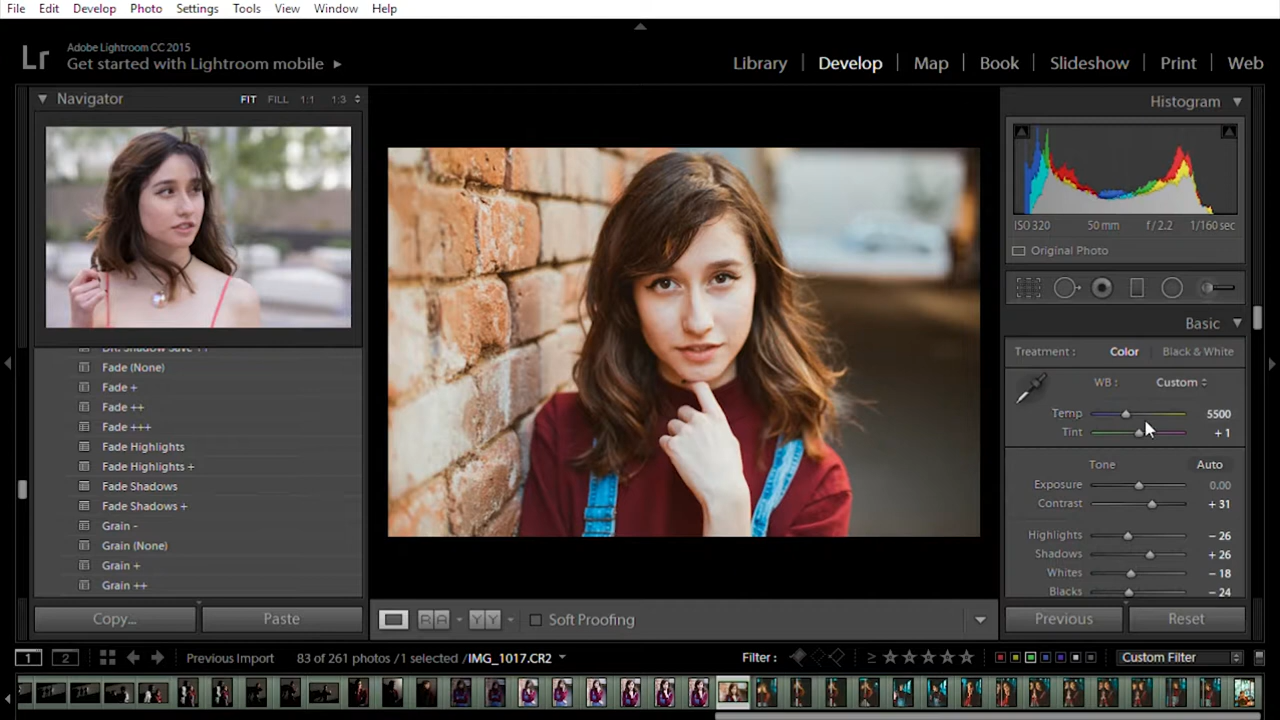 File Edit Develop Photo Settings Tools View Window Help
Adobe Lightroom CC 2015
Lr Get started with Lightroom mobile
Library Develop Map Book Slideshow Print Web
Navigator FIT FILL 1:1 1:3
Histogram
ISO 320 50 mm f / 2.2 1/160 sec
Original Photo
Basic
Treatment : Color Black & White
WB : Custom
Temp 5500
Tint + 1
Tone Auto
Exposure 0.00
Contrast + 31
Highlights − 26
Shadows + 26
Whites − 18
Blacks − 24
Previous Reset
Fade (None)
Fade +
Fade ++
Fade +++
Fade Highlights
Fade Highlights +
Fade Shadows
Fade Shadows +
Grain -
Grain (None)
Grain +
Grain ++
Copy... Paste
R A Y Y Soft Proofing
1 2 Previous Import 83 of 261 photos /1 selected /IMG_1017.CR2 Filter : ≥ ★ ★ ★ ★ ★ Custom Filter